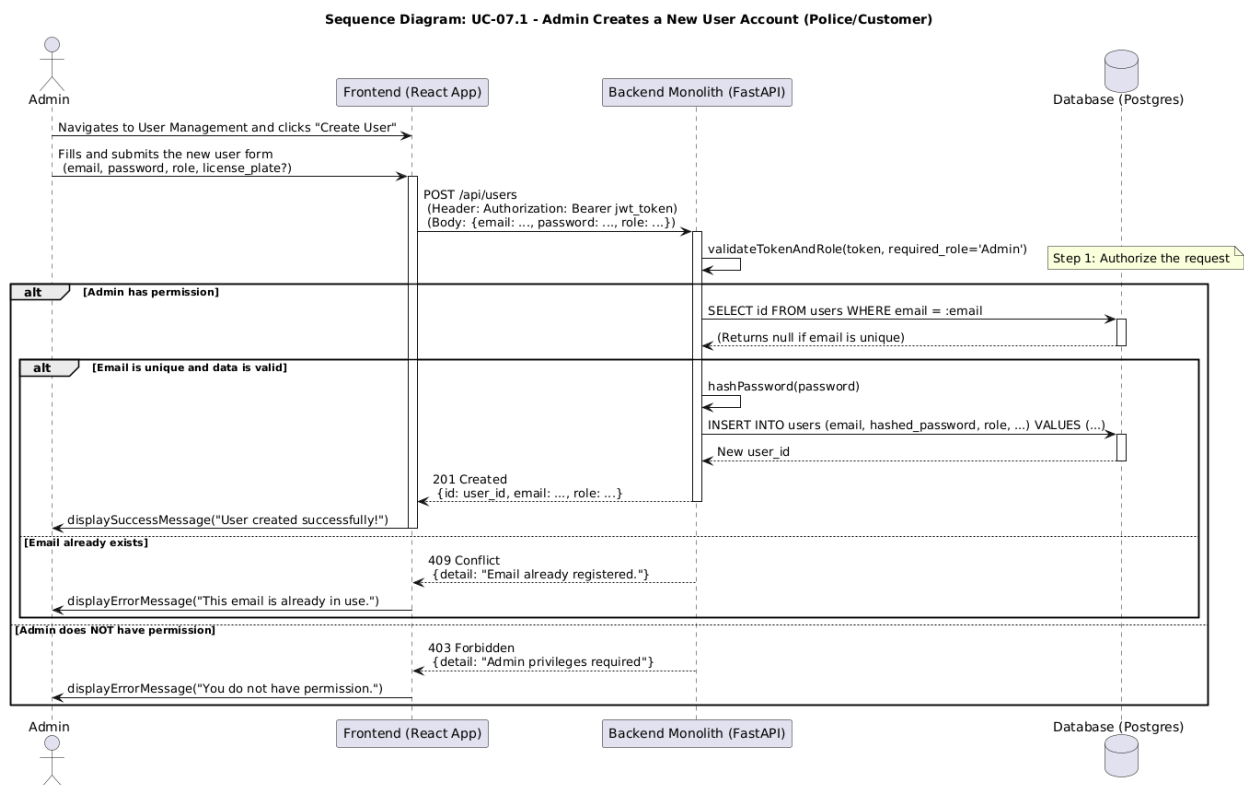 Sequence Diagram: UC-07.1 - Admin Creates a New User Account (Police/Customer)
Admin
Frontend (React App)
Backend Monolith (FastAPI)
Database (Postgres)
Navigates to User Management and clicks "Create User"
Fills and submits the new user form
(email, password, role, license_plate?)
POST /api/users
(Header: Authorization: Bearer jwt_token)
(Body: {email: ..., password: ..., role: ...})
validateTokenAndRole(token, required_role='Admin')
Step 1: Authorize the request
alt
[Admin has permission]
SELECT id FROM users WHERE email = :email
(Returns null if email is unique)
alt
[Email is unique and data is valid]
hashPassword(password)
INSERT INTO users (email, hashed_password, role, ...) VALUES (...)
New user_id
201 Created
{id: user_id, email: ..., role: ...}
displaySuccessMessage("User created successfully!")
[Email already exists]
409 Conflict
{detail: "Email already registered."}
displayErrorMessage("This email is already in use.")
[Admin does NOT have permission]
403 Forbidden
{detail: "Admin privileges required"}
displayErrorMessage("You do not have permission.")
Admin
Frontend (React App)
Backend Monolith (FastAPI)
Database (Postgres)